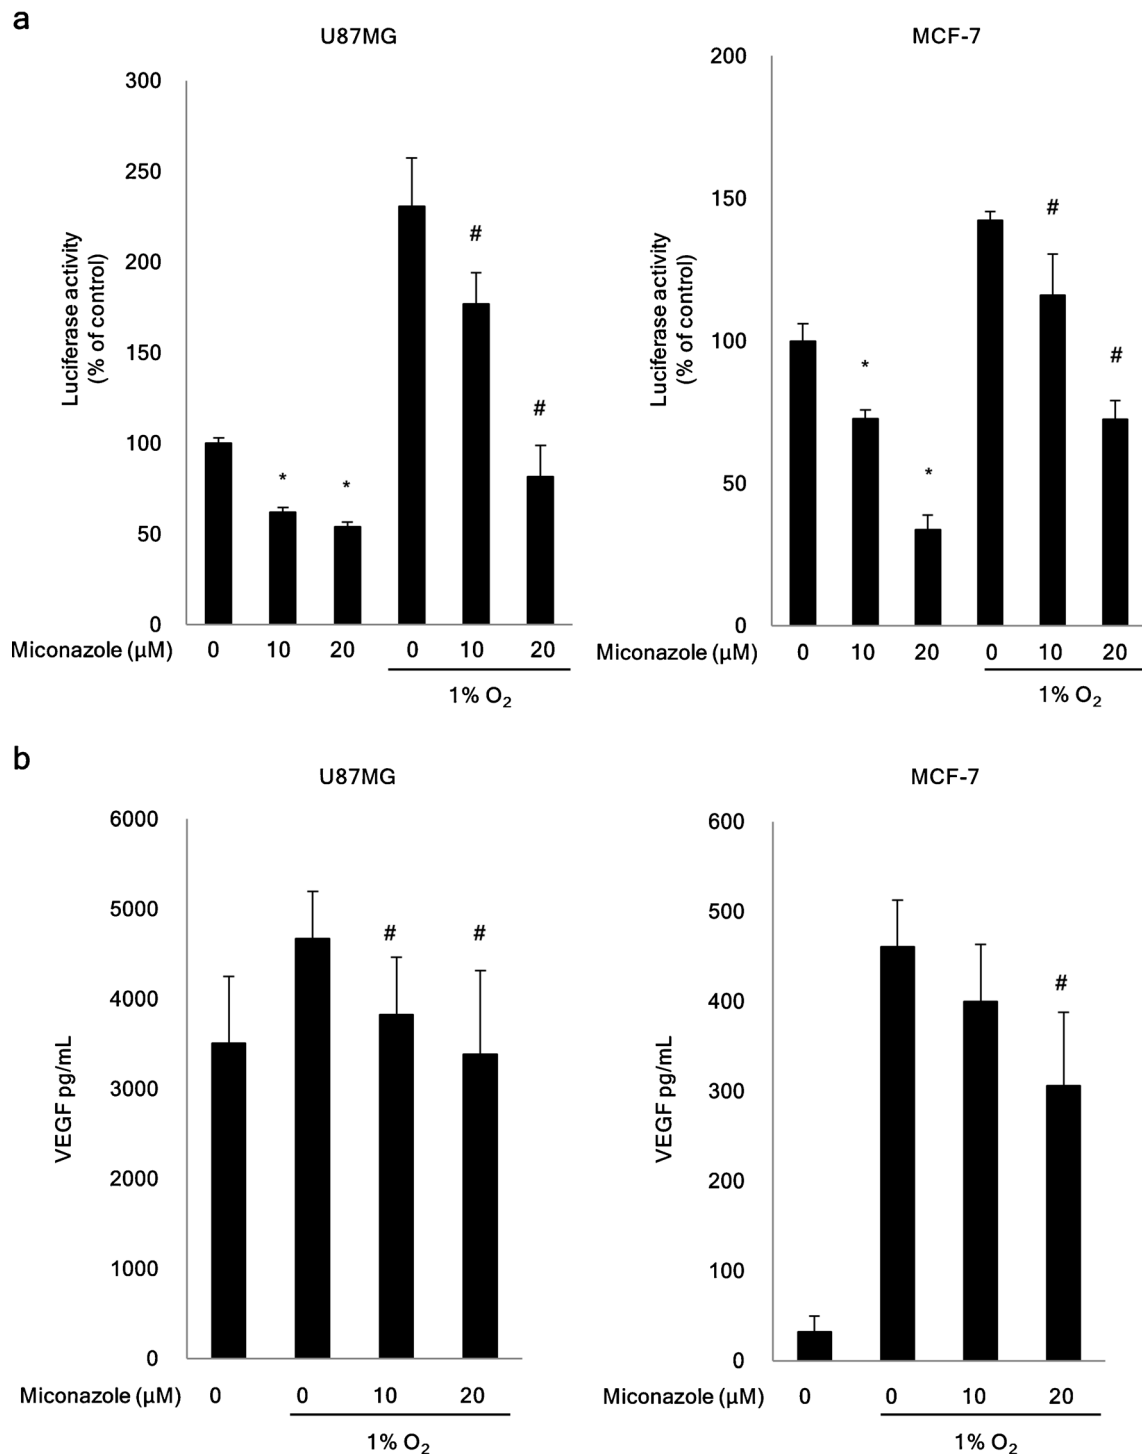 a
U87MG
300
250
200
150
100
50
0
Luciferase activity
(% of control)
#
#
*
*
Miconazole (µM) 0 10 20 0 10 20
1% O₂
MCF-7
200
150
100
50
0
Luciferase activity
(% of control)
#
#
*
*
Miconazole (µM) 0 10 20 0 10 20
1% O₂
b
U87MG
6000
5000
4000
3000
2000
1000
0
VEGF pg/mL
# #
Miconazole (µM) 0 0 10 20
1% O₂
MCF-7
600
500
400
300
200
100
0
VEGF pg/mL
#
Miconazole (µM) 0 0 10 20
1% O₂